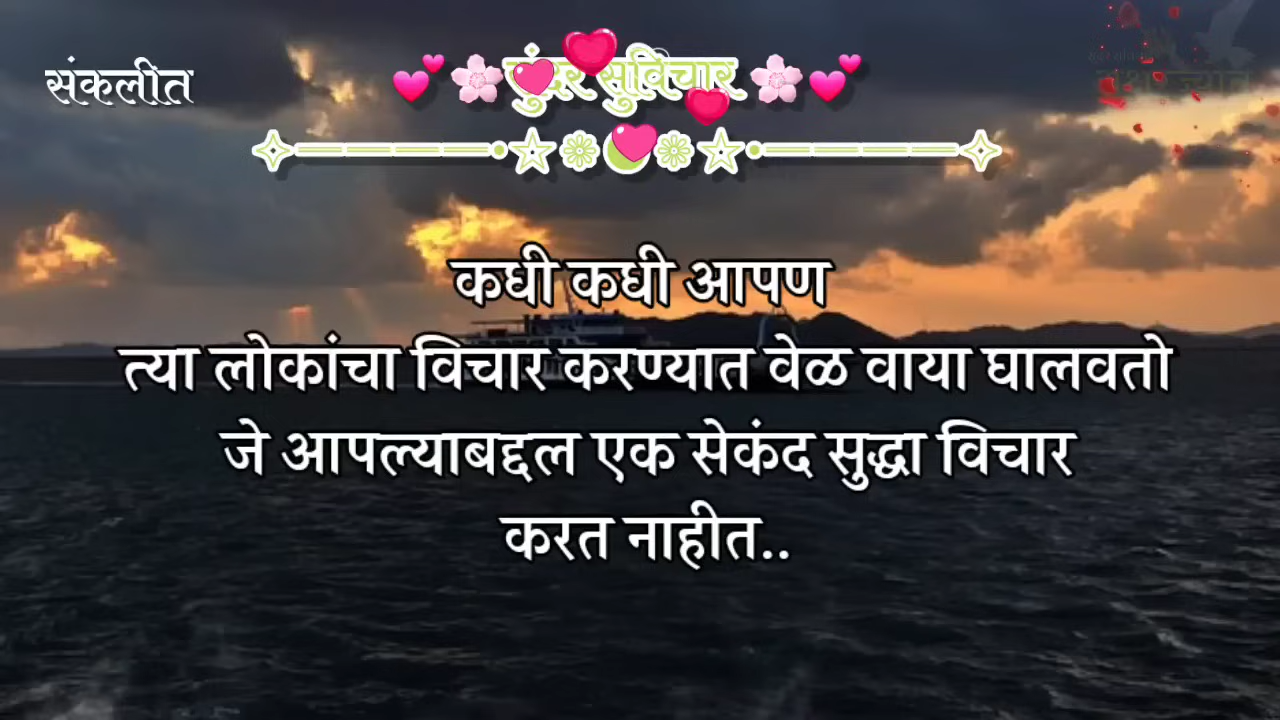 संकलीत
सुंदर सुविचार
कधी कधी आपण
त्या लोकांचा विचार करण्यात वेळ वाया घालवतो
जे आपल्याबद्दल एक सेकंद सुद्धा विचार
करत नाहीत..